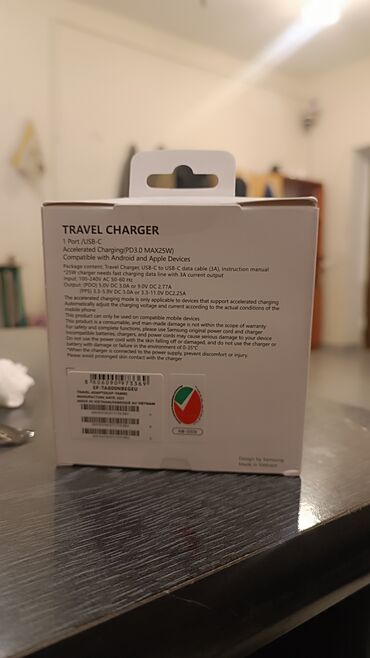 TRAVEL CHARGER
1 Port /USB-C
Accelerated Charging(PD3.0 MAX25W)
Compatible with Android and Apple Devices
Package content: Travel Charger, USB-C to USB-C data cable (3A), instruction manual
*25W charger needs fast charging data line with 3A current output
Input: 100-240V AC 50-60 Hz
Output: (PDO) 5.0V DC 3.0A or 9.0V DC 2.77A
(PPS) 3.3-5.9V DC 3.0A or 3.3-11.0V DC2.25A
The accelerated charging mode is only applicable to devices that support accelerated charging
Automatically adjust the charging voltage and current according to the actual conditions of the
mobile phone
This product can only be used on compatible mobile devices
This product is a consumable, and man-made damage is not within the scope of warranty
For safety and complete functions, please use Samsung original power cord and charger
Incompatible batteries, chargers, and power cords may cause serious damage to your device
Do not use the power cord with the skin falling off or damaged, and do not use the charger or
battery with damage or failure in the environment of 0-35°C
*When the charger is connected to the power supply, prevent discomfort or injury.
Please avoid prolonged skin contact with the charger
8806090973369
EP-TA800NBEGEU
Design by Samsung
Made in Vietnam